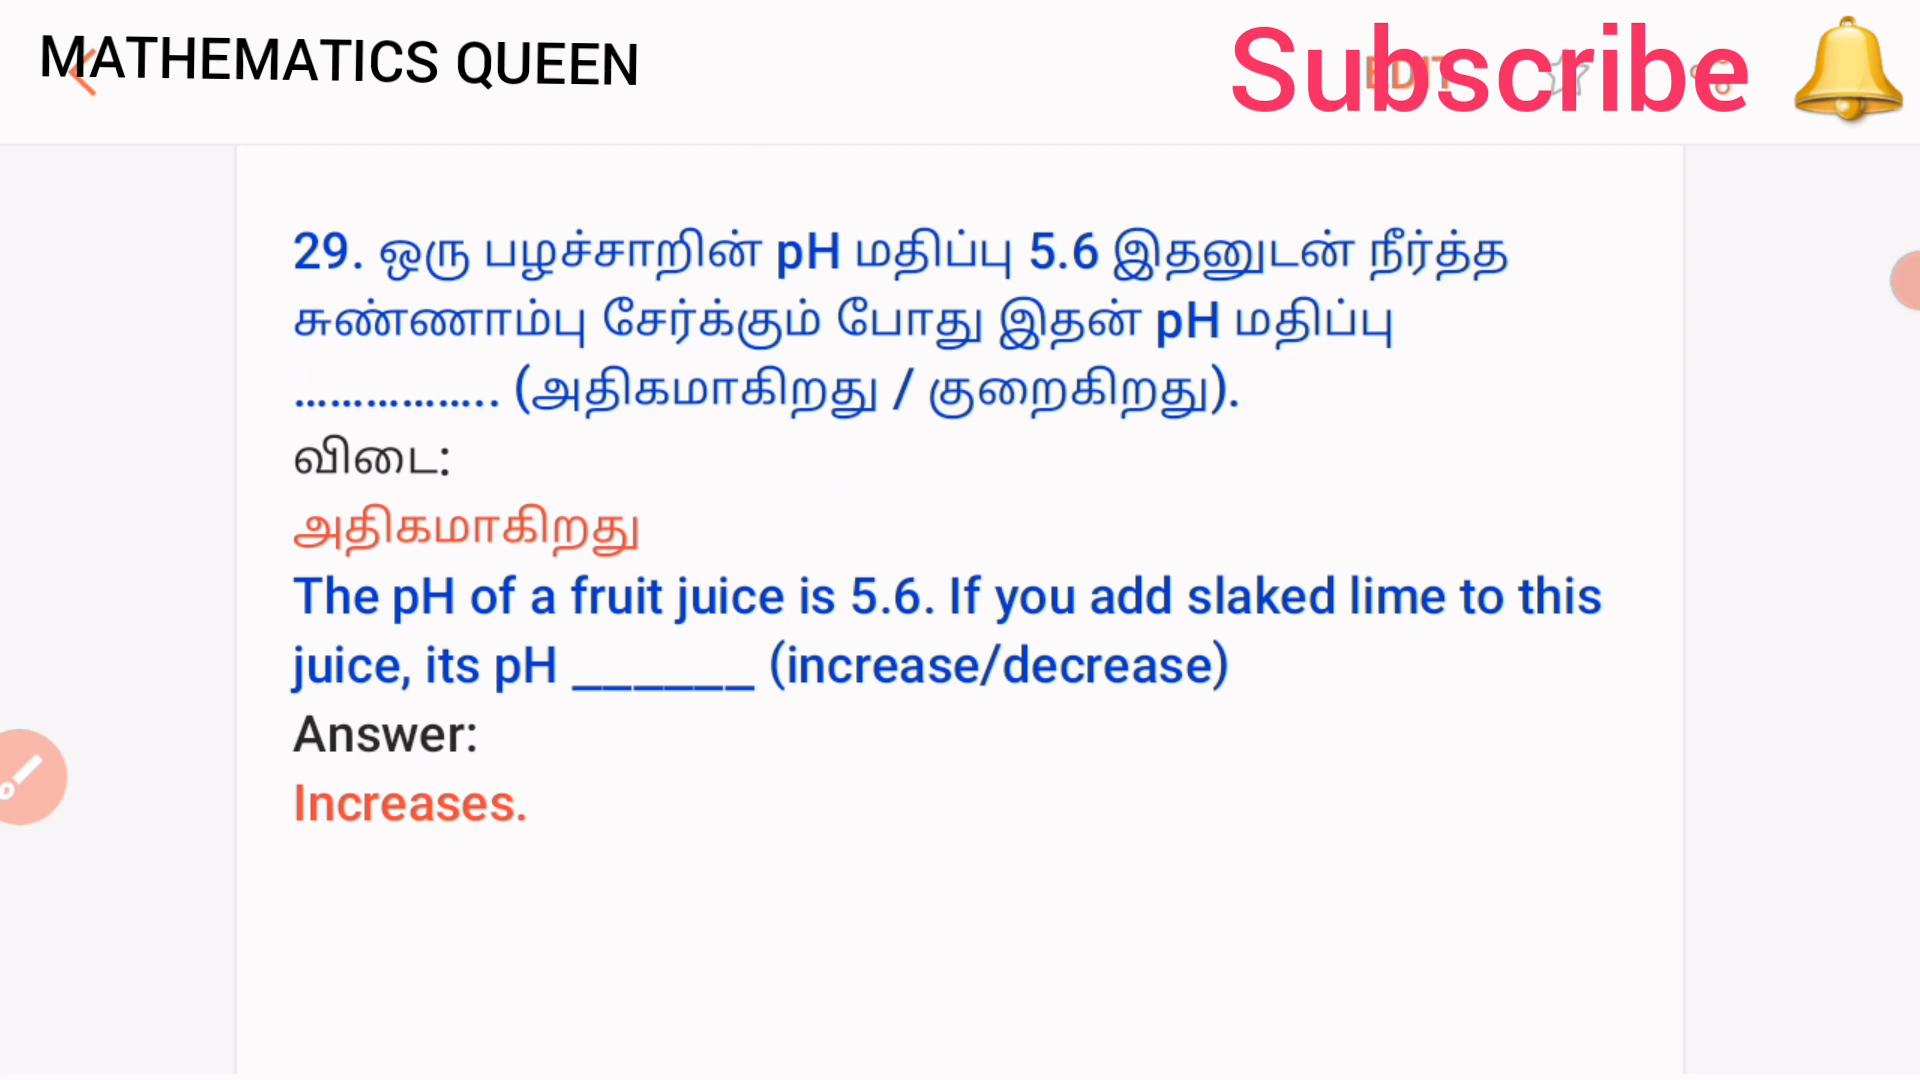 MATHEMATICS QUEEN
Subscribe
EDIT
29. ஒரு பழச்சாறின் pH மதிப்பு 5.6 இதனுடன் நீர்த்த
சுண்ணாம்பு சேர்க்கும் போது இதன் pH மதிப்பு
…………….. (அதிகமாகிறது / குறைகிறது).
விடை:
அதிகமாகிறது
The pH of a fruit juice is 5.6. If you add slaked lime to this
juice, its pH ______ (increase/decrease)
Answer:
Increases.